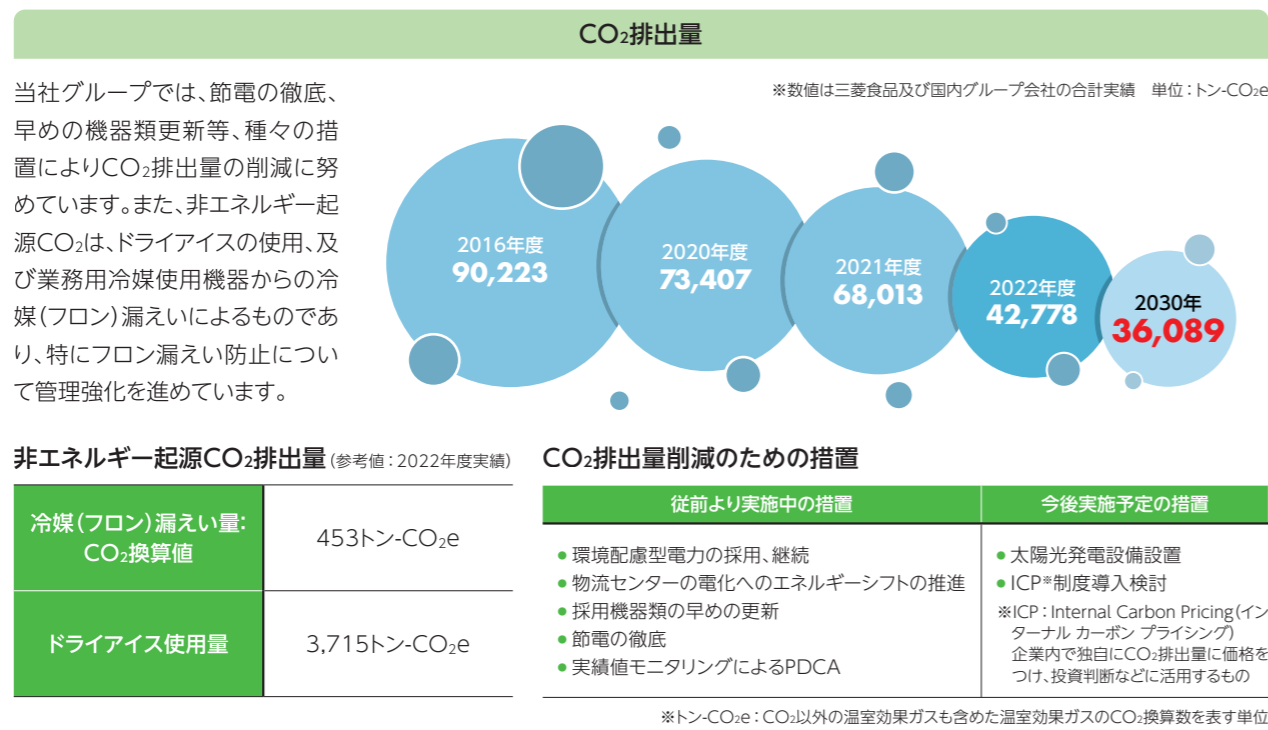 CO₂排出量
当社グループでは、節電の徹底、
早めの機器類更新等、種々の措
置によりCO₂排出量の削減に努
めています。また、非エネルギー起
源CO₂は、ドライアイスの使用、及
び業務用冷媒使用機器からの冷
媒(フロン)漏えいによるものであ
り、特にフロン漏えい防止につい
て管理強化を進めています。
※数値は三菱食品及び国内グループ会社の合計実績　単位：トン-CO₂e
2016年度
90,223
2020年度
73,407
2021年度
68,013
2022年度
42,778
2030年
36,089
非エネルギー起源CO₂排出量(参考値：2022年度実績)
冷媒(フロン)漏えい量:
CO₂換算値
453トン-CO₂e
ドライアイス使用量
3,715トン-CO₂e
CO₂排出量削減のための措置
従前より実施中の措置
●環境配慮型電力の採用、継続
●物流センターの電化へのエネルギーシフトの推進
●採用機器類の早めの更新
●節電の徹底
●実績値モニタリングによるPDCA
今後実施予定の措置
●太陽光発電設備設置
●ICP※制度導入検討
※ICP：Internal Carbon Pricing(イン
ターナル カーボン プライシング)
企業内で独自にCO₂排出量に価格を
つけ、投資判断などに活用するもの
※トン-CO₂e：CO₂以外の温室効果ガスも含めた温室効果ガスのCO₂換算数を表す単位